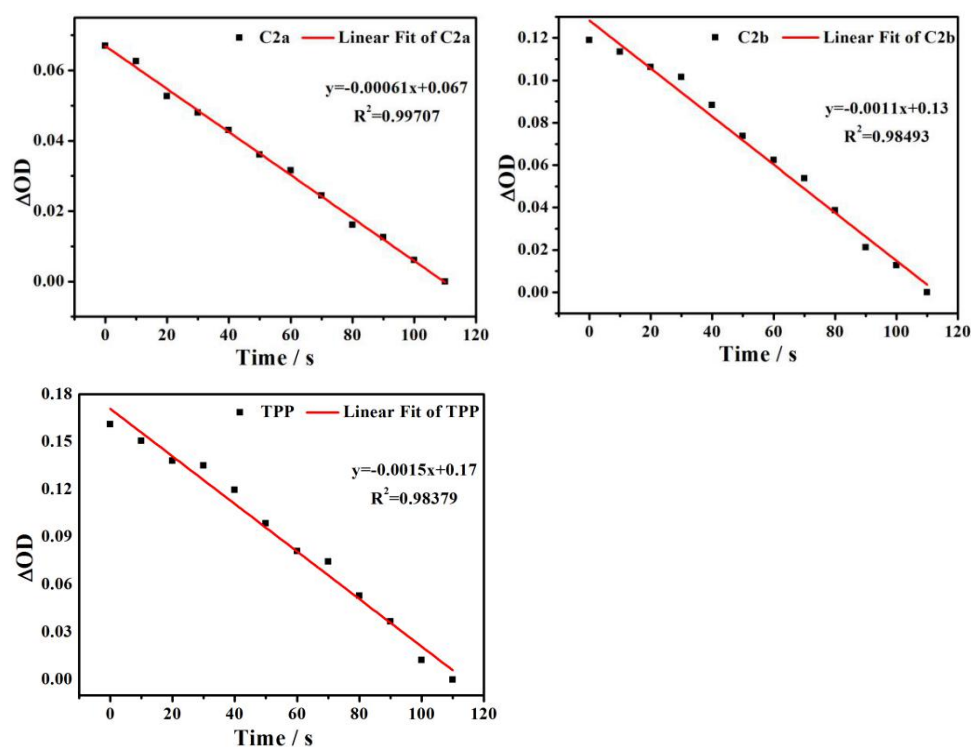 C2a Linear Fit of C2a
y=-0.00061x+0.067
R²=0.99707
0.06
0.04
0.02
0.00
ΔOD
0 20 40 60 80 100 120
Time / s
C2b Linear Fit of C2b
y=-0.0011x+0.13
R²=0.98493
0.12
0.10
0.08
0.06
0.04
0.02
0.00
ΔOD
0 20 40 60 80 100 120
Time / s
TPP Linear Fit of TPP
y=-0.0015x+0.17
R²=0.98379
0.18
0.15
0.12
0.09
0.06
0.03
0.00
ΔOD
0 20 40 60 80 100 120
Time / s